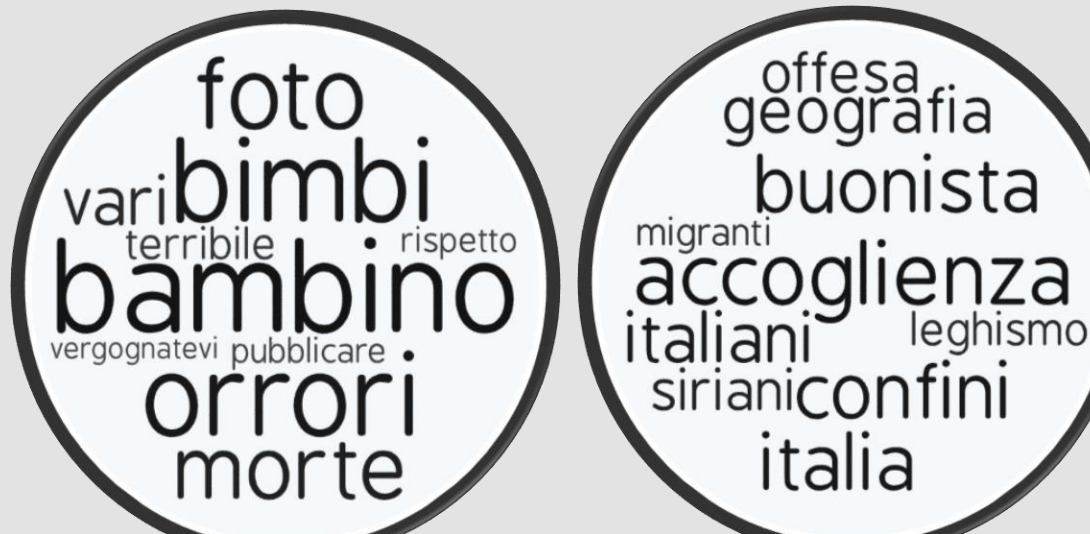 foto
bimbi
vari
terribile
rispetto
bambino
vergognatevi
pubblicare
orrori
morte
offesa
geografia
buonista
migranti
accoglienza
italiani
leghismo
siriani
confini
italia